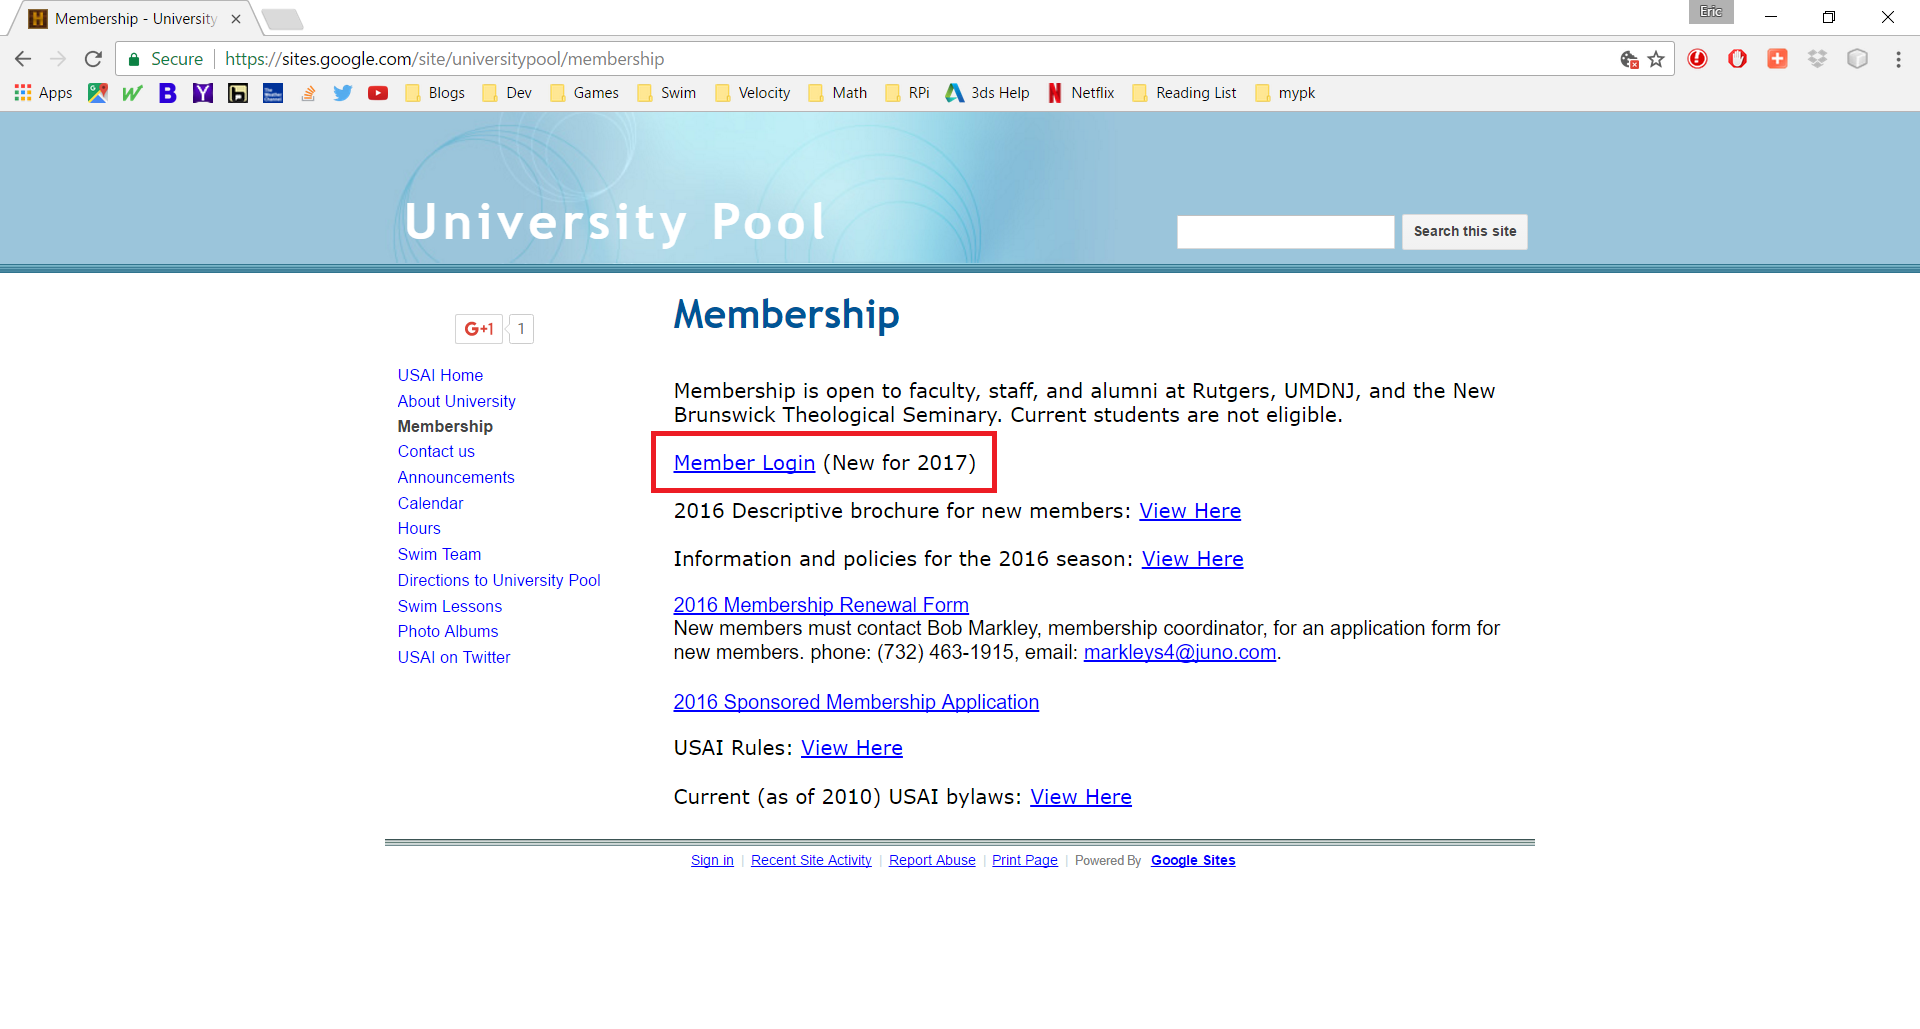 Membership - University
Eric
Secure
https://sites.google.com/site/universitypool/membership
Apps
Blogs
Dev
Games
Swim
Velocity
Math
RPi
3ds Help
Netflix
Reading List
mypk
University Pool
Search this site
G+1 1
USAI Home
About University
Membership
Contact us
Announcements
Calendar
Hours
Swim Team
Directions to University Pool
Swim Lessons
Photo Albums
USAI on Twitter
Membership
Membership is open to faculty, staff, and alumni at Rutgers, UMDNJ, and the New
Brunswick Theological Seminary. Current students are not eligible.
Member Login (New for 2017)
2016 Descriptive brochure for new members: View Here
Information and policies for the 2016 season: View Here
2016 Membership Renewal Form
New members must contact Bob Markley, membership coordinator, for an application form for
new members. phone: (732) 463-1915, email: markleys4@juno.com.
2016 Sponsored Membership Application
USAI Rules: View Here
Current (as of 2010) USAI bylaws: View Here
Sign in | Recent Site Activity | Report Abuse | Print Page | Powered By Google Sites